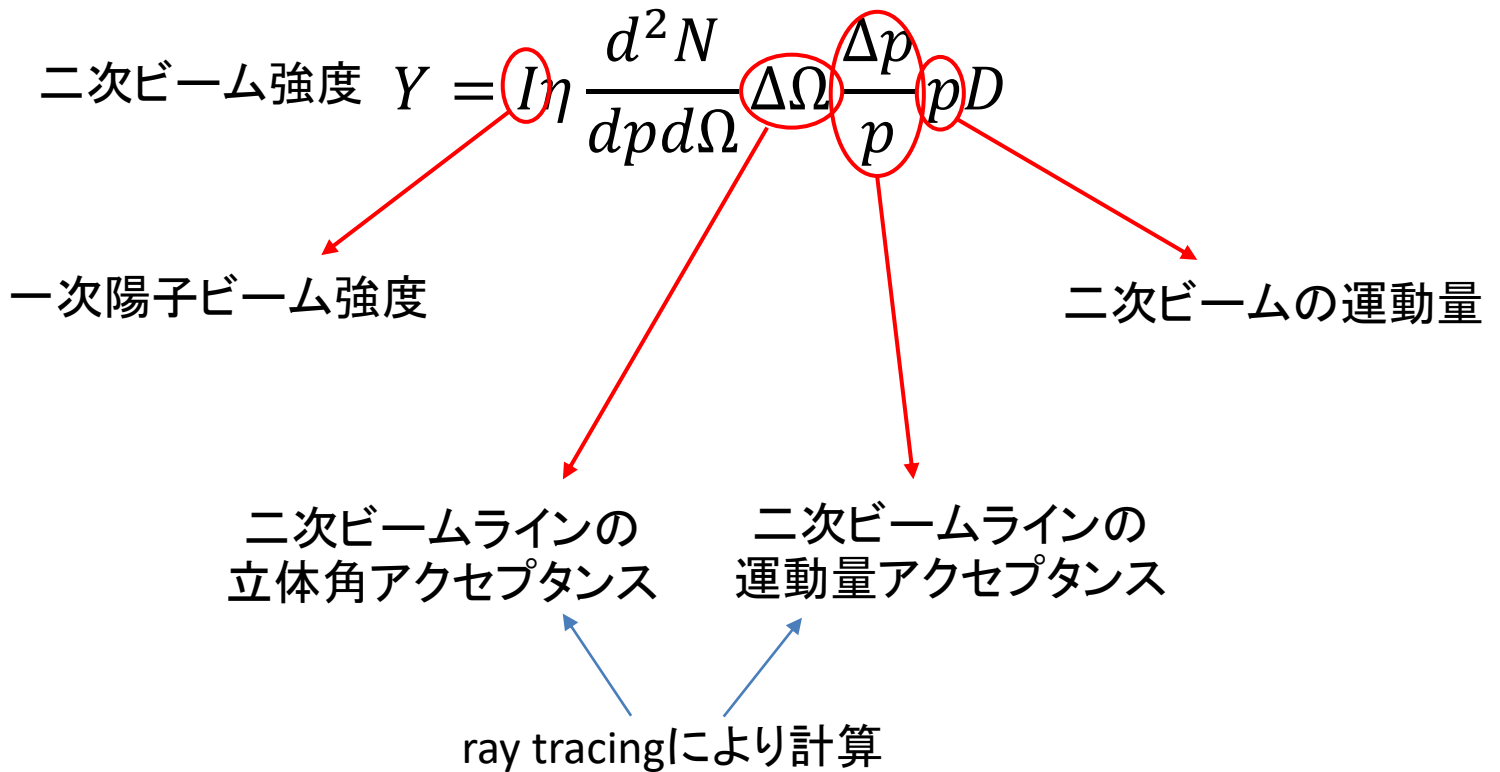 二次ビーム強度 Y = Iη d²N/dpdΩ ΔΩ Δp/p pD
一次陽子ビーム強度
二次ビームの運動量
二次ビームラインの
立体角アクセプタンス
二次ビームラインの
運動量アクセプタンス
ray tracingにより計算